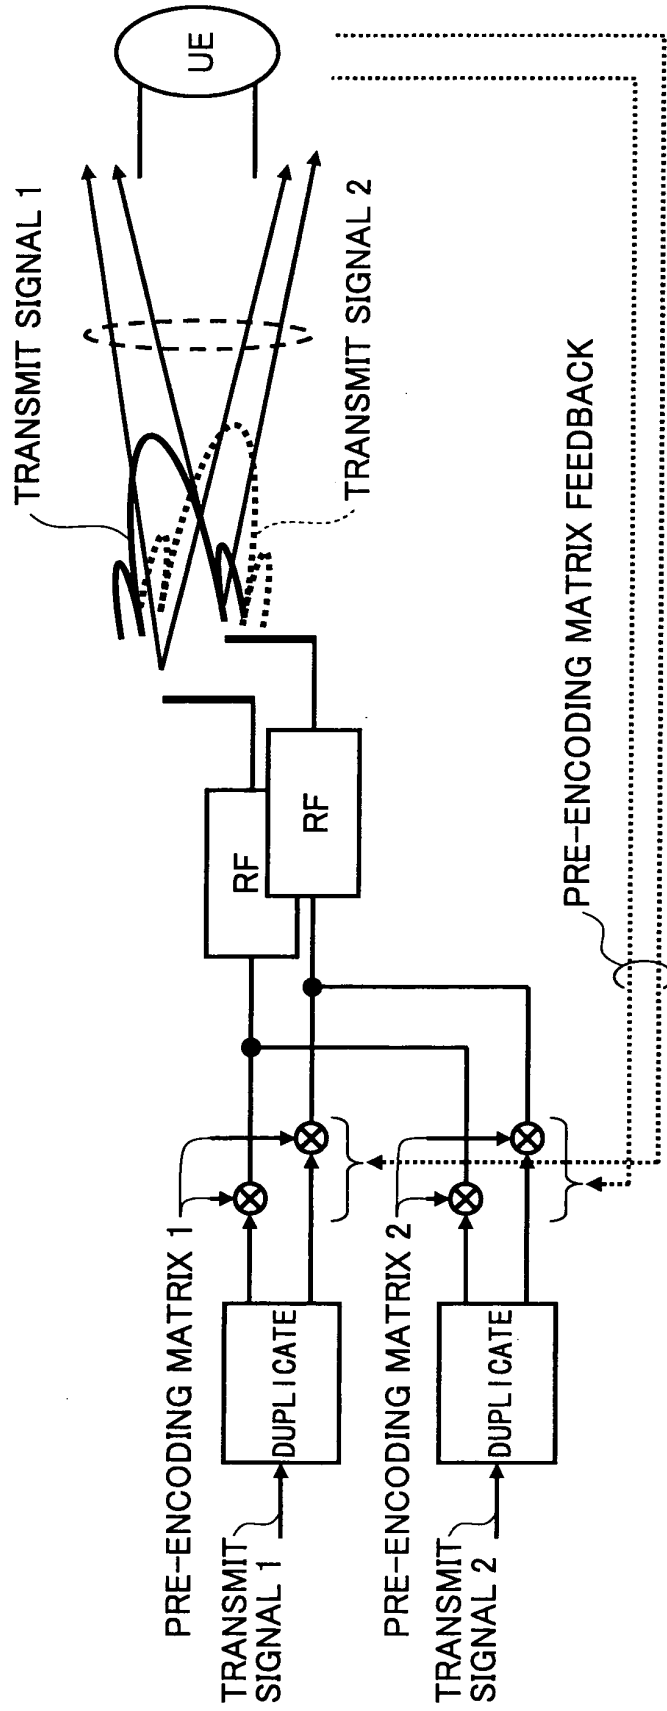 TRANSMIT SIGNAL 1
UE
TRANSMIT SIGNAL 2
RF
RF
PRE-ENCODING MATRIX FEEDBACK
PRE-ENCODING MATRIX 1
DUPLICATE
TRANSMIT
SIGNAL 1
PRE-ENCODING MATRIX 2
DUPLICATE
TRANSMIT
SIGNAL 2